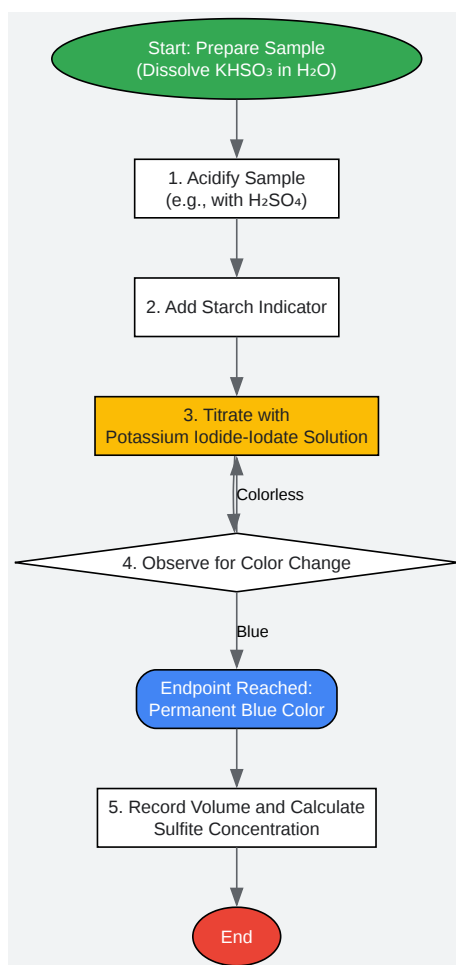 Start: Prepare Sample
(Dissolve KHSO₃ in H₂O)
1. Acidify Sample
(e.g., with H₂SO₄)
2. Add Starch Indicator
3. Titrate with
Potassium Iodide-Iodate Solution
Colorless
4. Observe for Color Change
Blue
Endpoint Reached:
Permanent Blue Color
5. Record Volume and Calculate
Sulfite Concentration
End